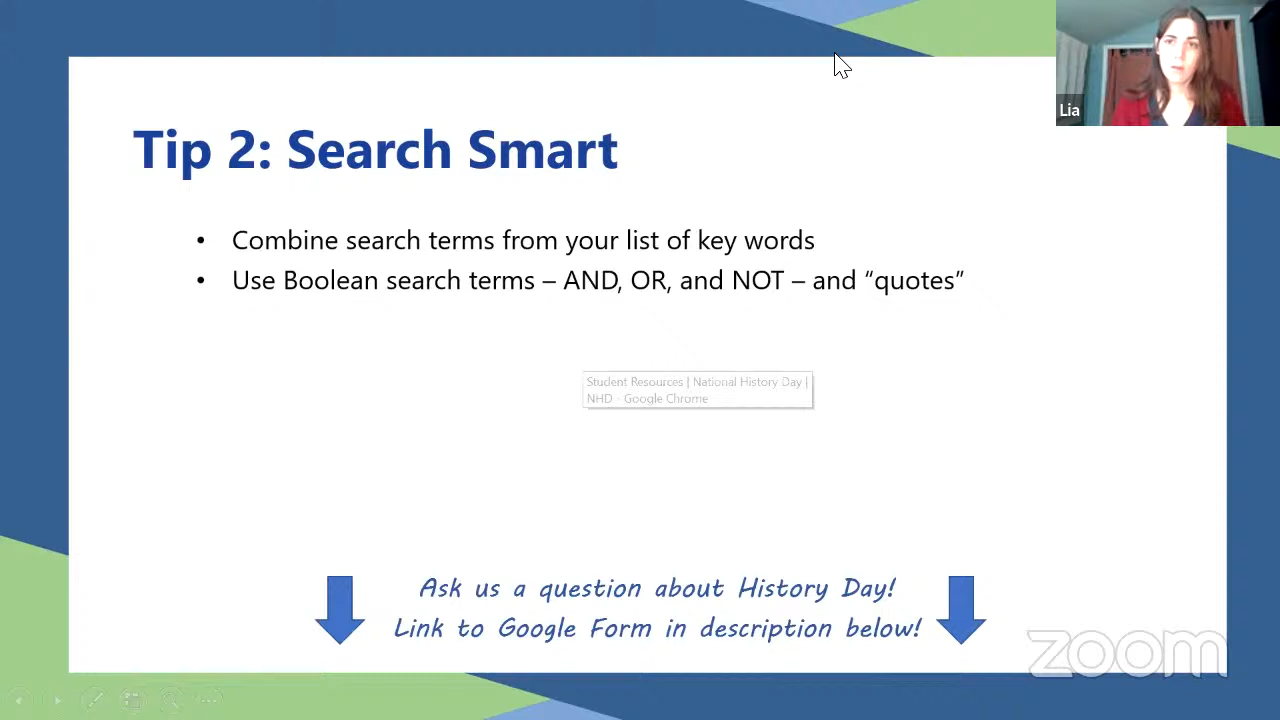 Lia
Tip 2: Search Smart
• Combine search terms from your list of key words
• Use Boolean search terms – AND, OR, and NOT – and “quotes”
Student Resources | National History Day |
NHD - Google Chrome
Ask us a question about History Day!
Link to Google Form in description below!
zoom